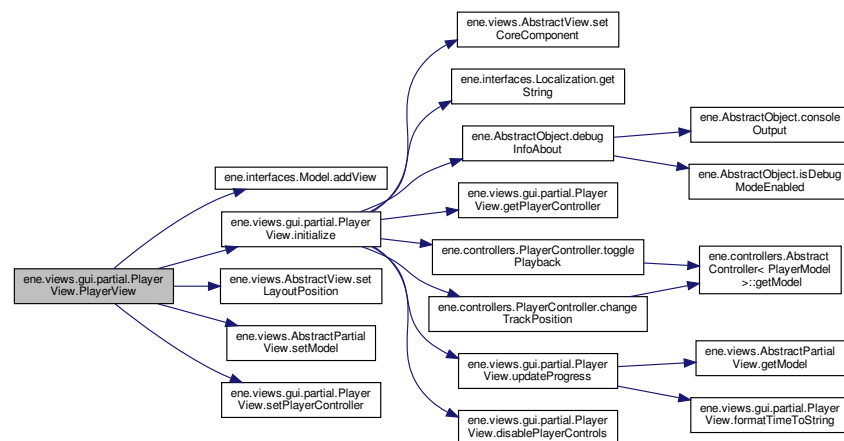 ene.views.gui.partial.Player
View.PlayerView
ene.interfaces.Model.addView
ene.views.gui.partial.Player
View.initialize
ene.views.AbstractView.set
LayoutPosition
ene.views.AbstractPartial
View.setModel
ene.views.gui.partial.Player
View.setPlayerController
ene.views.AbstractView.set
CoreComponent
ene.interfaces.Localization.get
String
ene.AbstractObject.debug
InfoAbout
ene.views.gui.partial.Player
View.getPlayerController
ene.controllers.PlayerController.toggle
Playback
ene.controllers.PlayerController.change
TrackPosition
ene.views.gui.partial.Player
View.updateProgress
ene.views.gui.partial.Player
View.disablePlayerControls
ene.AbstractObject.console
Output
ene.AbstractObject.isDebug
ModeEnabled
ene.controllers.Abstract
Controller< PlayerModel
>::getModel
ene.views.AbstractPartial
View.getModel
ene.views.gui.partial.Player
View.formatTimeToString